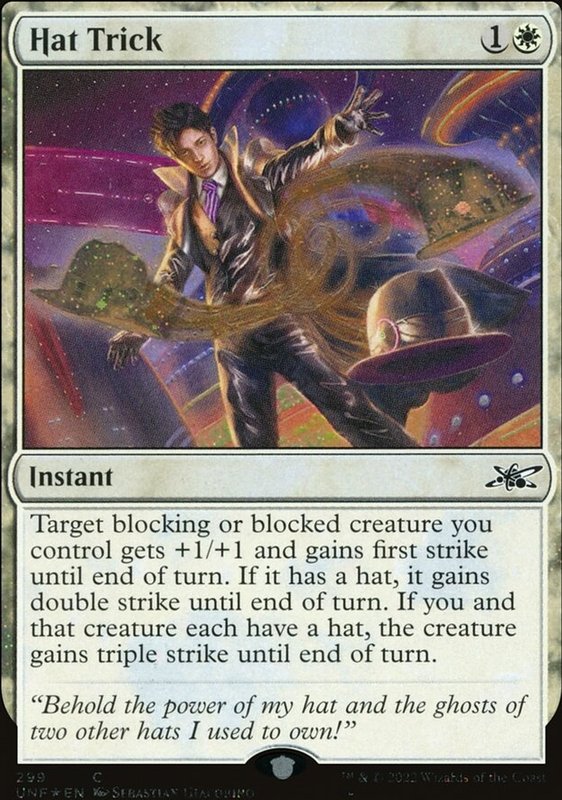 Hat Trick 1
Instant
Target blocking or blocked creature you
control gets +1/+1 and gains first strike
until end of turn. If it has a hat, it gains
double strike until end of turn. If you and
that creature each have a hat, the creature
gains triple strike until end of turn.
“Behold the power of my hat and the ghosts of
two other hats I used to own!”
299 C
UNF★EN Sebastian Giacobino
™ & © 2022 Wizards of the Coast